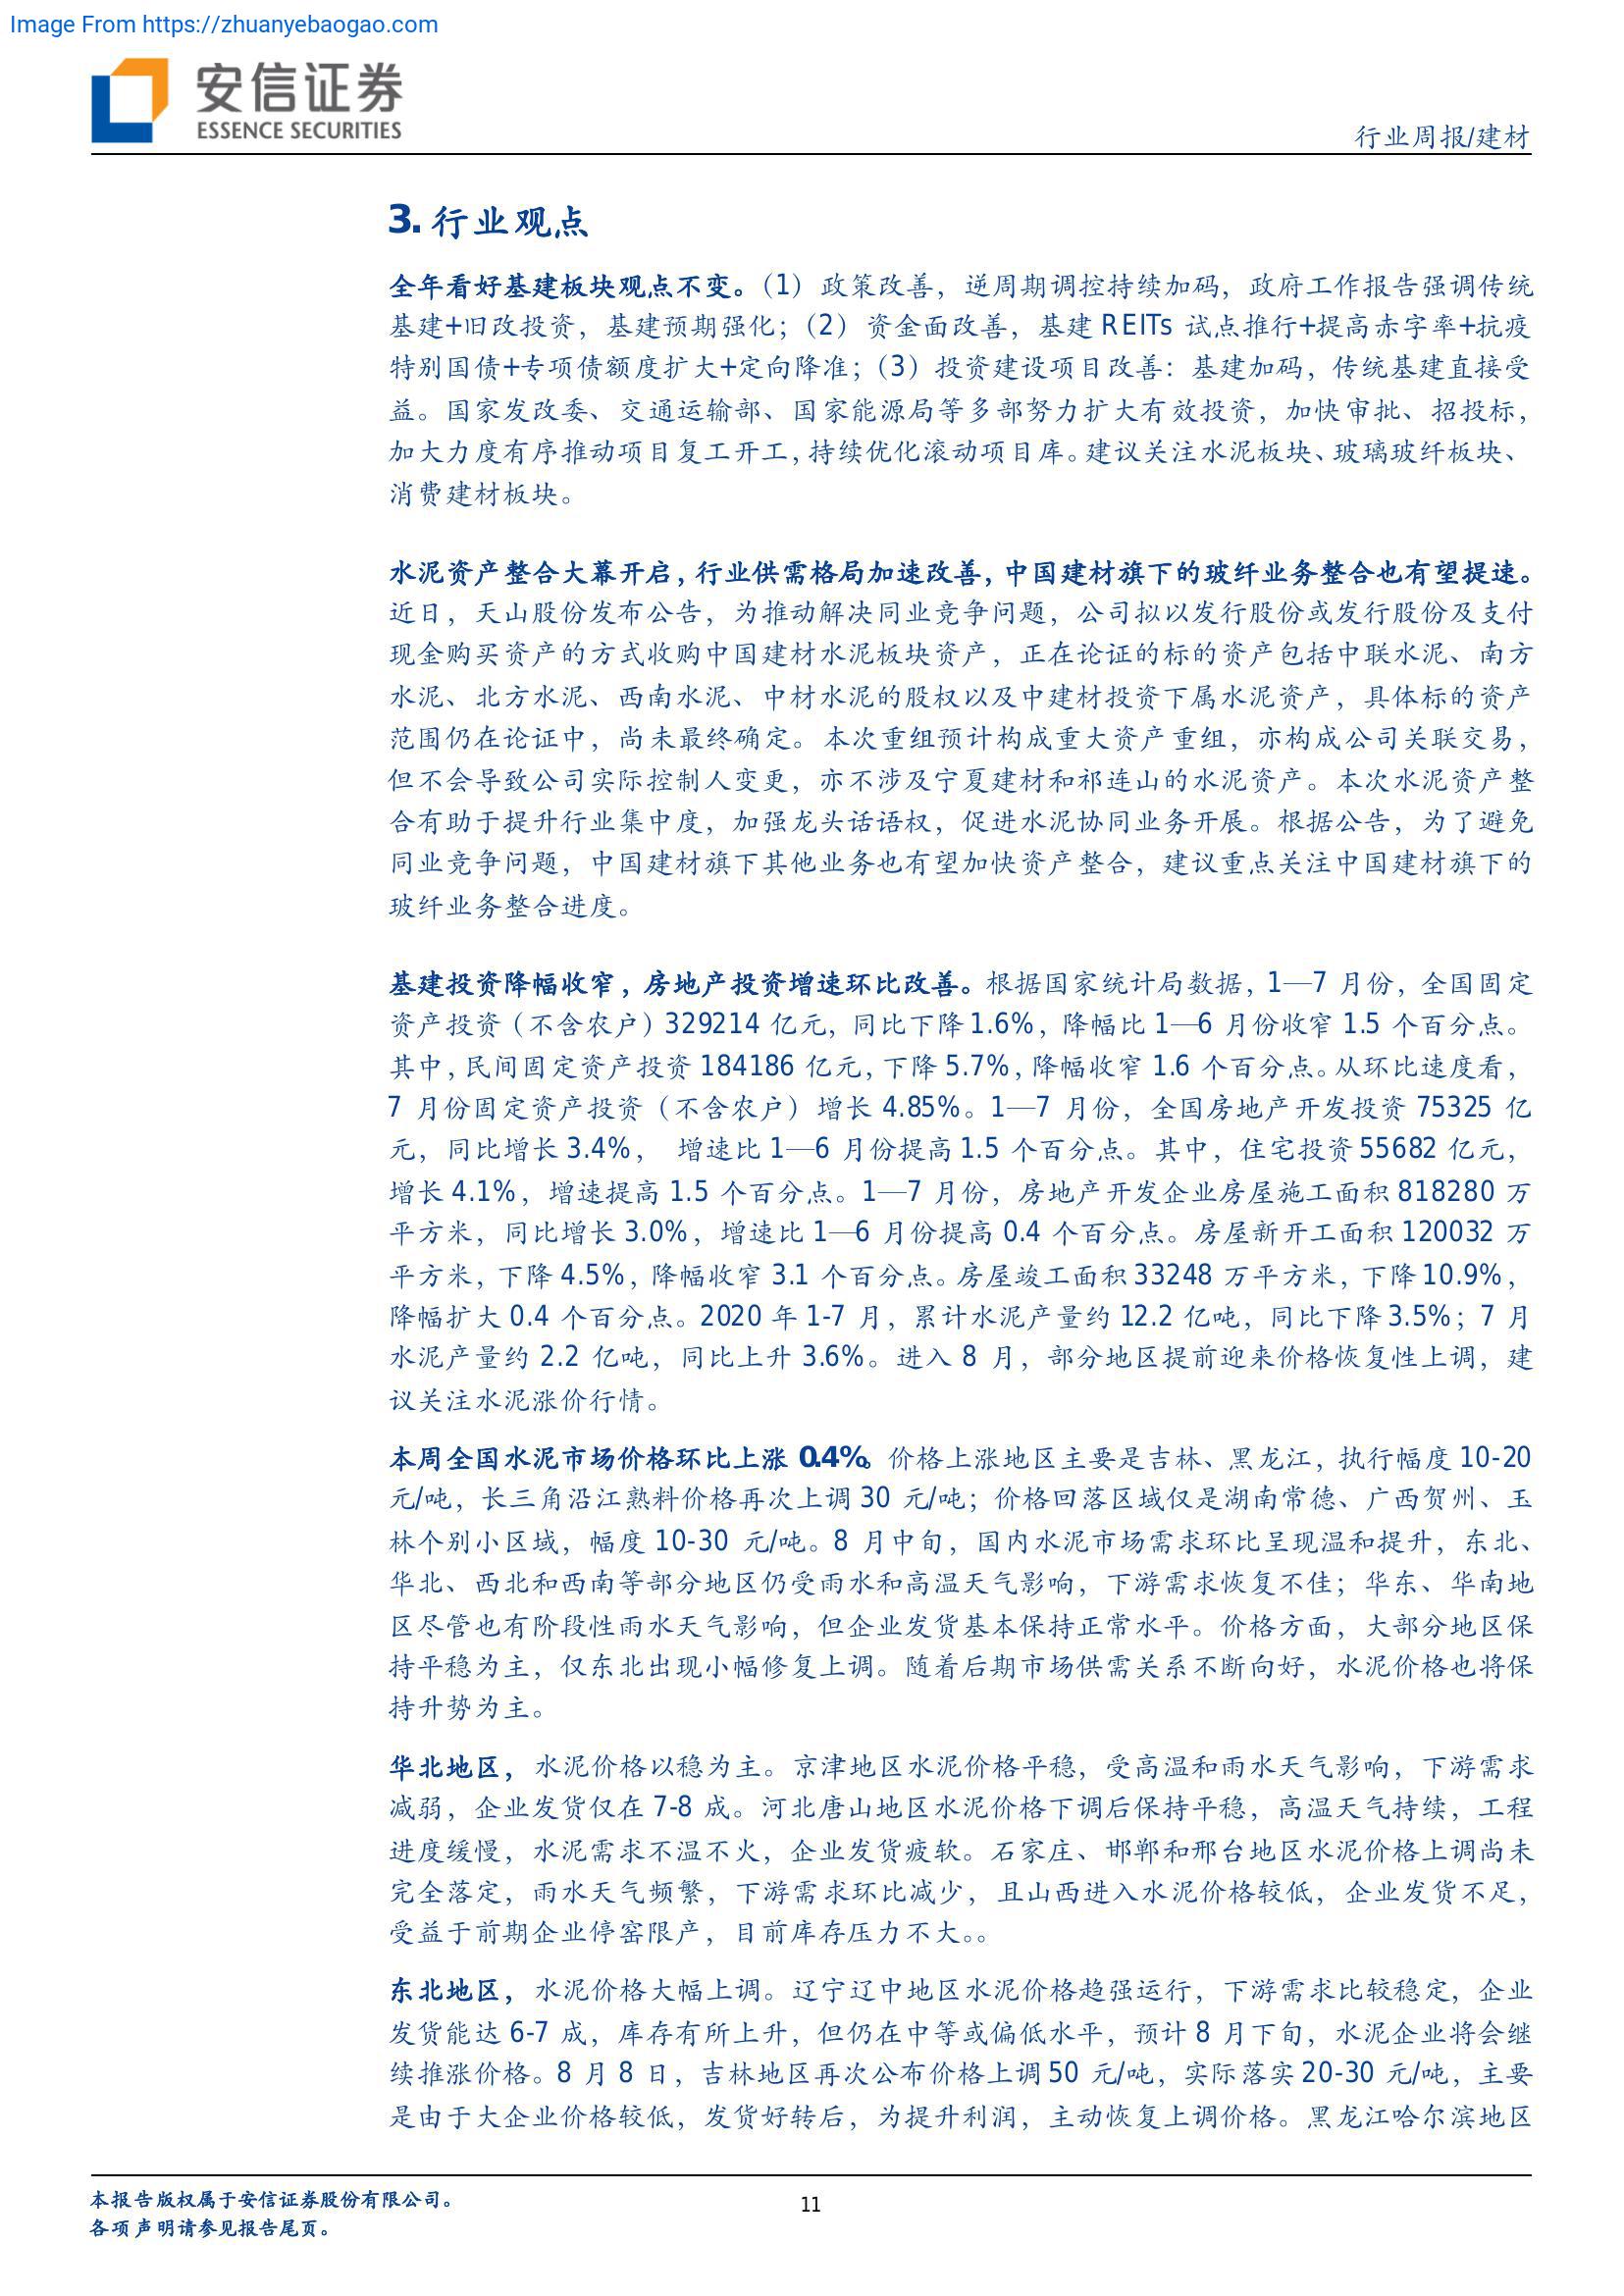 Image From https://zhuanyebaogao.com
安信证券
ESSENCE SECURITIES
行业周报/建材
3. 行业观点
全年看好基建板块观点不变。（1）政策改善，逆周期调控持续加码，政府工作报告强调传统
基建+旧改投资，基建预期强化；（2）资金面改善，基建 REITs 试点推行+提高赤字率+抗疫
特别国债+专项债额度扩大+定向降准；（3）投资建设项目改善：基建加码，传统基建直接受
益。国家发改委、交通运输部、国家能源局等多部努力扩大有效投资，加快审批、招投标，
加大力度有序推动项目复工开工，持续优化滚动项目库。建议关注水泥板块、玻璃玻纤板块、
消费建材板块。
水泥资产整合大幕开启，行业供需格局加速改善，中国建材旗下的玻纤业务整合也有望提速。
近日，天山股份发布公告，为推动解决同业竞争问题，公司拟以发行股份或发行股份及支付
现金购买资产的方式收购中国建材水泥板块资产，正在论证的标的资产包括中联水泥、南方
水泥、北方水泥、西南水泥、中材水泥的股权以及中建材投资下属水泥资产，具体标的资产
范围仍在论证中，尚未最终确定。本次重组预计构成重大资产重组，亦构成公司关联交易，
但不会导致公司实际控制人变更，亦不涉及宁夏建材和祁连山的水泥资产。本次水泥资产整
合有助于提升行业集中度，加强龙头话语权，促进水泥协同业务开展。根据公告，为了避免
同业竞争问题，中国建材旗下其他业务也有望加快资产整合，建议重点关注中国建材旗下的
玻纤业务整合进度。
基建投资降幅收窄，房地产投资增速环比改善。根据国家统计局数据，1—7 月份，全国固定
资产投资（不含农户）329214 亿元，同比下降 1.6%，降幅比 1—6 月份收窄 1.5 个百分点。
其中，民间固定资产投资 184186 亿元，下降 5.7%，降幅收窄 1.6 个百分点。从环比速度看，
7 月份固定资产投资（不含农户）增长 4.85%。1—7 月份，全国房地产开发投资 75325 亿
元，同比增长 3.4%， 增速比 1—6 月份提高 1.5 个百分点。其中，住宅投资 55682 亿元，
增长 4.1%，增速提高 1.5 个百分点。1—7 月份，房地产开发企业房屋施工面积 818280 万
平方米，同比增长 3.0%，增速比 1—6 月份提高 0.4 个百分点。房屋新开工面积 120032 万
平方米，下降 4.5%，降幅收窄 3.1 个百分点。房屋竣工面积 33248 万平方米，下降 10.9%，
降幅扩大 0.4 个百分点。2020 年 1-7 月，累计水泥产量约 12.2 亿吨，同比下降 3.5%；7 月
水泥产量约 2.2 亿吨，同比上升 3.6%。进入 8 月，部分地区提前迎来价格恢复性上调，建
议关注水泥涨价行情。
本周全国水泥市场价格环比上涨 0.4%。价格上涨地区主要是吉林、黑龙江，执行幅度 10-20
元/吨，长三角沿江熟料价格再次上调 30 元/吨；价格回落区域仅是湖南常德、广西贺州、玉
林个别小区域，幅度 10-30 元/吨。8 月中旬，国内水泥市场需求环比呈现温和提升，东北、
华北、西北和西南等部分地区仍受雨水和高温天气影响，下游需求恢复不佳；华东、华南地
区尽管也有阶段性雨水天气影响，但企业发货基本保持正常水平。价格方面，大部分地区保
持平稳为主，仅东北出现小幅修复上调。随着后期市场供需关系不断向好，水泥价格也将保
持升势为主。
华北地区，水泥价格以稳为主。京津地区水泥价格平稳，受高温和雨水天气影响，下游需求
减弱，企业发货仅在 7-8 成。河北唐山地区水泥价格下调后保持平稳，高温天气持续，工程
进度缓慢，水泥需求不温不火，企业发货疲软。石家庄、邯郸和邢台地区水泥价格上调尚未
完全落定，雨水天气频繁，下游需求环比减少，且山西进入水泥价格较低，企业发货不足，
受益于前期企业停窑限产，目前库存压力不大。。
东北地区，水泥价格大幅上调。辽宁辽中地区水泥价格趋强运行，下游需求比较稳定，企业
发货能达 6-7 成，库存有所上升，但仍在中等或偏低水平，预计 8 月下旬，水泥企业将会继
续推涨价格。8 月 8 日，吉林地区再次公布价格上调 50 元/吨，实际落实 20-30 元/吨，主要
是由于大企业价格较低，发货好转后，为提升利润，主动恢复上调价格。黑龙江哈尔滨地区
本报告版权属于安信证券股份有限公司。
各项声明请参见报告尾页。
11